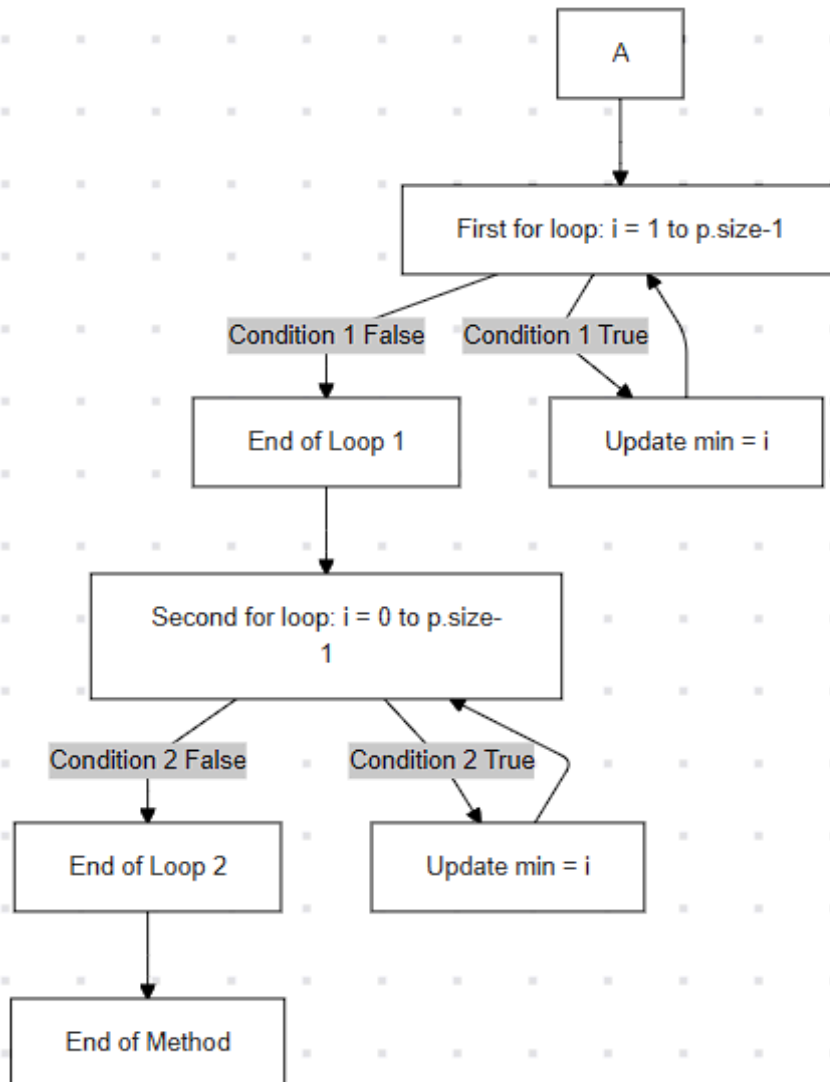 A
First for loop: i = 1 to p.size-1
Condition 1 False
Condition 1 True
End of Loop 1
Update min = i
Second for loop: i = 0 to p.size-
1
Condition 2 False
Condition 2 True
End of Loop 2
Update min = i
End of Method